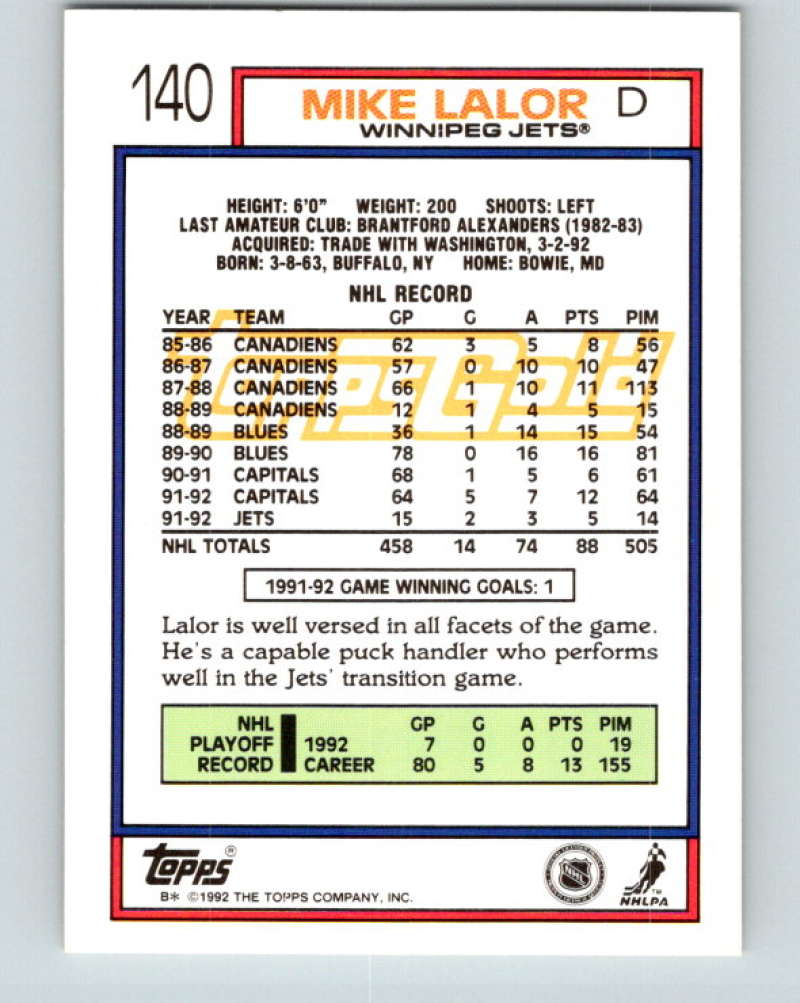 140
MIKE LALOR D
WINNIPEG JETS®
HEIGHT: 6'0" WEIGHT: 200 SHOOTS: LEFT
LAST AMATEUR CLUB: BRANTFORD ALEXANDERS (1982-83)
ACQUIRED: TRADE WITH WASHINGTON, 3-2-92
BORN: 3-8-63, BUFFALO, NY HOME: BOWIE, MD
NHL RECORD
YEAR TEAM GP G A PTS PIM
85-86 CANADIENS 62 3 5 8 56
86-87 CANADIENS 57 0 10 10 47
87-88 CANADIENS 66 1 10 11 113
88-89 CANADIENS 12 1 4 5 15
88-89 BLUES 36 1 14 15 54
89-90 BLUES 78 0 16 16 81
90-91 CAPITALS 68 1 5 6 61
91-92 CAPITALS 64 5 7 12 64
91-92 JETS 15 2 3 5 14
NHL TOTALS 458 14 74 88 505
Topps Gold
1991-92 GAME WINNING GOALS: 1
Lalor is well versed in all facets of the game.
He's a capable puck handler who performs
well in the Jets' transition game.
NHL GP G A PTS PIM
PLAYOFF 1992 7 0 0 0 19
RECORD CAREER 80 5 8 13 155
TOPPS®
B* ©1992 THE TOPPS COMPANY, INC.
NHL
NHLPA™